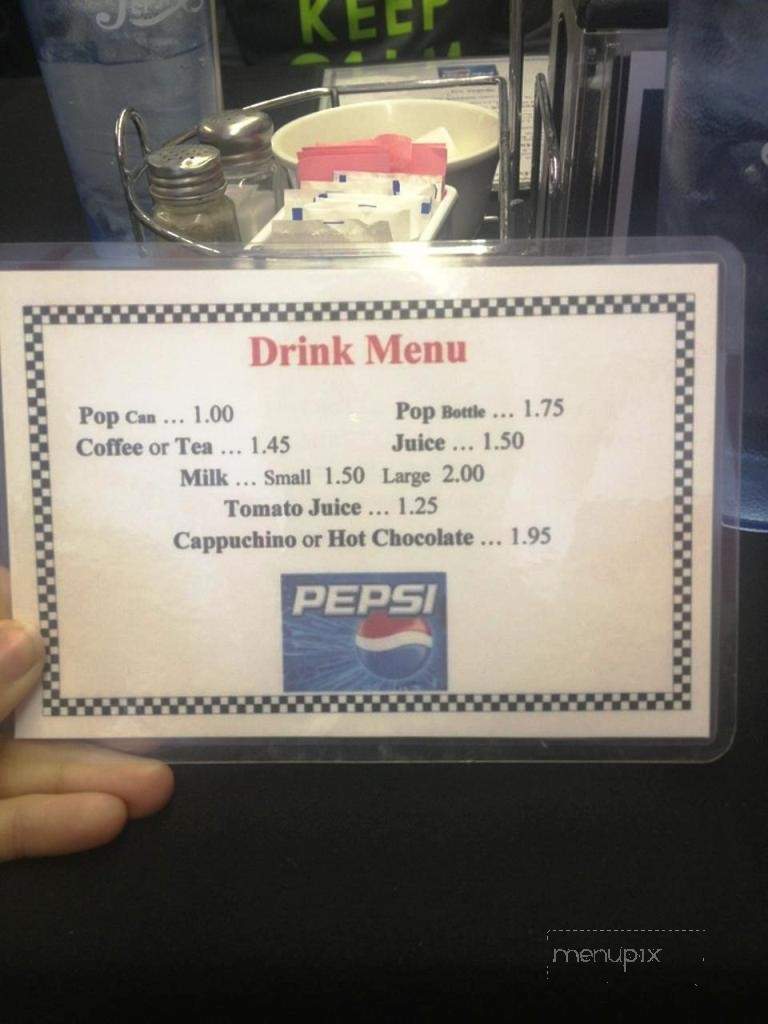 KEEP
CALM
Drink Menu
Pop Can ... 1.00
Pop Bottle ... 1.75
Coffee or Tea ... 1.45
Juice ... 1.50
Milk ... Small 1.50 Large 2.00
Tomato Juice ... 1.25
Cappuchino or Hot Chocolate ... 1.95
PEPSI
menupix